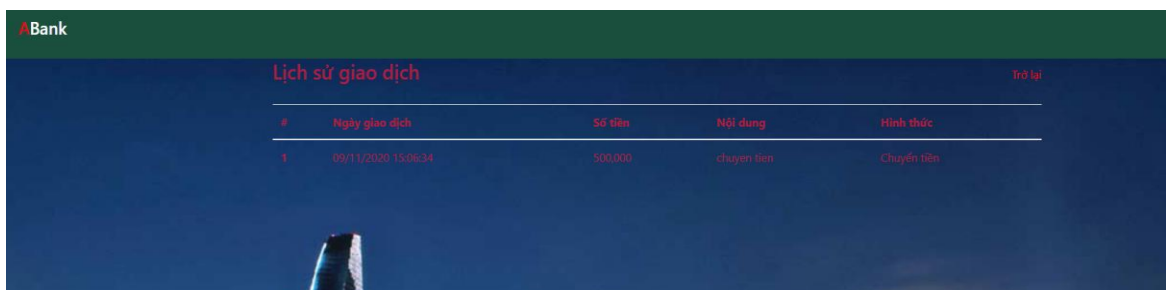 ABank
Lịch sử giao dịch Trở lại
# Ngày giao dịch Số tiền Nội dung Hình thức
1 09/11/2020 15:06:34 500,000 chuyen tien Chuyển tiền